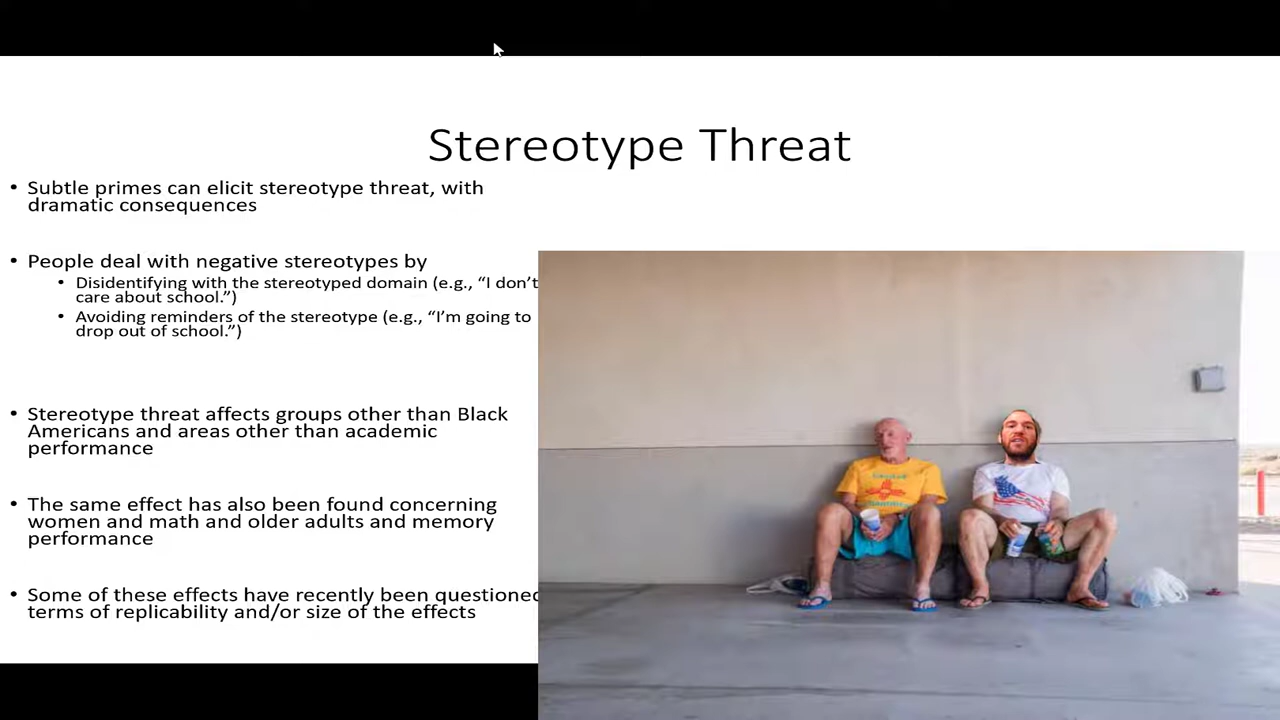 Stereotype Threat
• Subtle primes can elicit stereotype threat, with
dramatic consequences
• People deal with negative stereotypes by
• Disidentifying with the stereotyped domain (e.g., “I don’t
care about school.”)
• Avoiding reminders of the stereotype (e.g., “I’m going to
drop out of school.”)
• Stereotype threat affects groups other than Black
Americans and areas other than academic
performance
• The same effect has also been found concerning
women and math and older adults and memory
performance
• Some of these effects have recently been questioned
terms of replicability and/or size of the effects